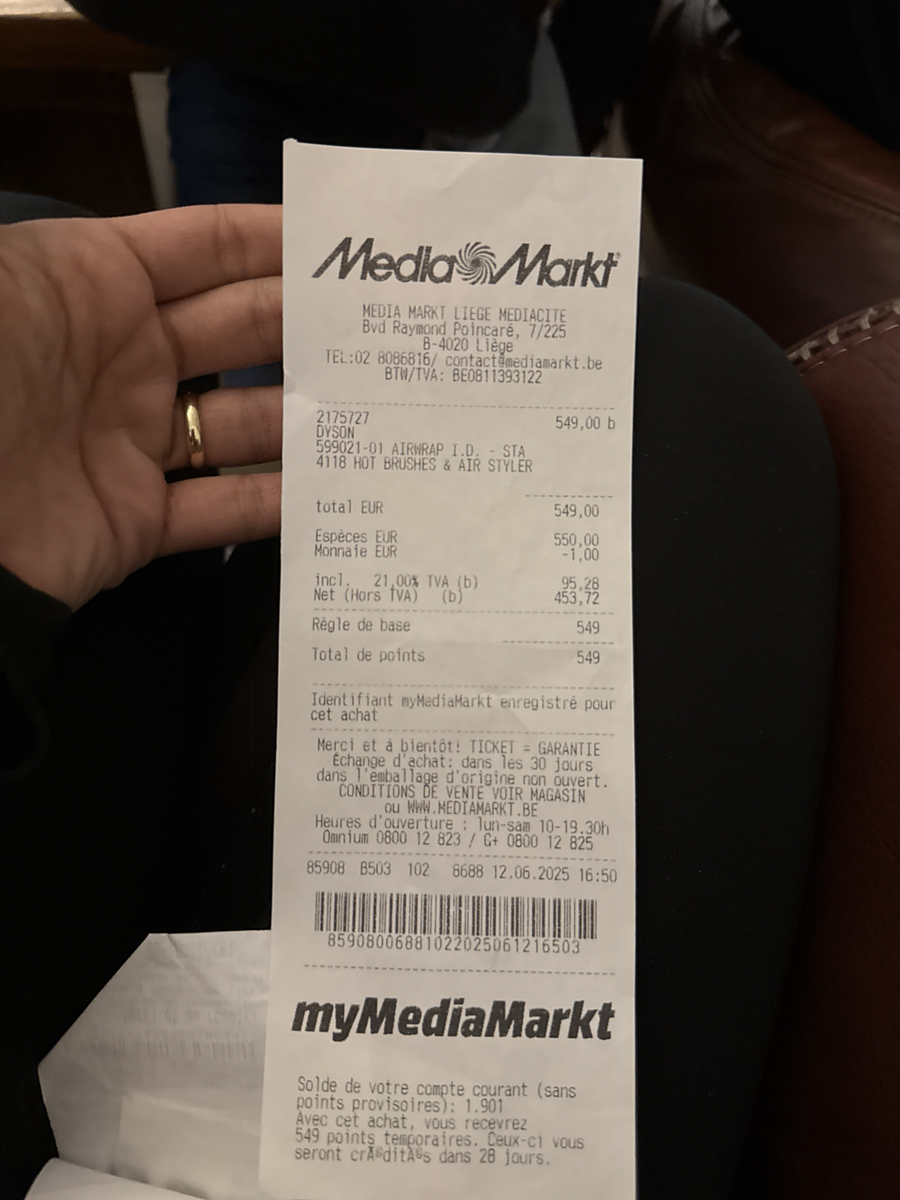 Media Markt
MEDIA MARKT LIEGE MEDIACITE
Bvd Raymond Poincaré, 7/225
B-4020 Liège
TEL:02 8086816/ contact@mediamarkt.be
BTW/TVA: BE0811393122
2175727 549,00 b
DYSON
599021-01 AIRWRAP I.D. - STA
4118 HOT BRUSHES & AIR STYLER
total EUR 549,00
Espèces EUR 550,00
Monnaie EUR -1,00
incl. 21,00% TVA (b) 95,28
Net (Hors TVA) (b) 453,72
Règle de base 549
Total de points 549
Identifiant myMediaMarkt enregistré pour
cet achat
Merci et à bientôt! TICKET = GARANTIE
Échange d'achat: dans les 30 jours
dans l'emballage d'origine non ouvert.
CONDITIONS DE VENTE VOIR MAGASIN
ou WWW.MEDIAMARKT.BE
Heures d'ouverture : lun-sam 10-19.30h
Omnium 0800 12 823 / G+ 0800 12 825
85908 B503 102 8688 12.06.2025 16:50
85908006881022025061216503
myMediaMarkt
Solde de votre compte courant (sans
points provisoires): 1.901
Avec cet achat, vous recevrez
549 points temporaires. Ceux-ci vous
seront crÃ©ditÃ©s dans 28 jours.